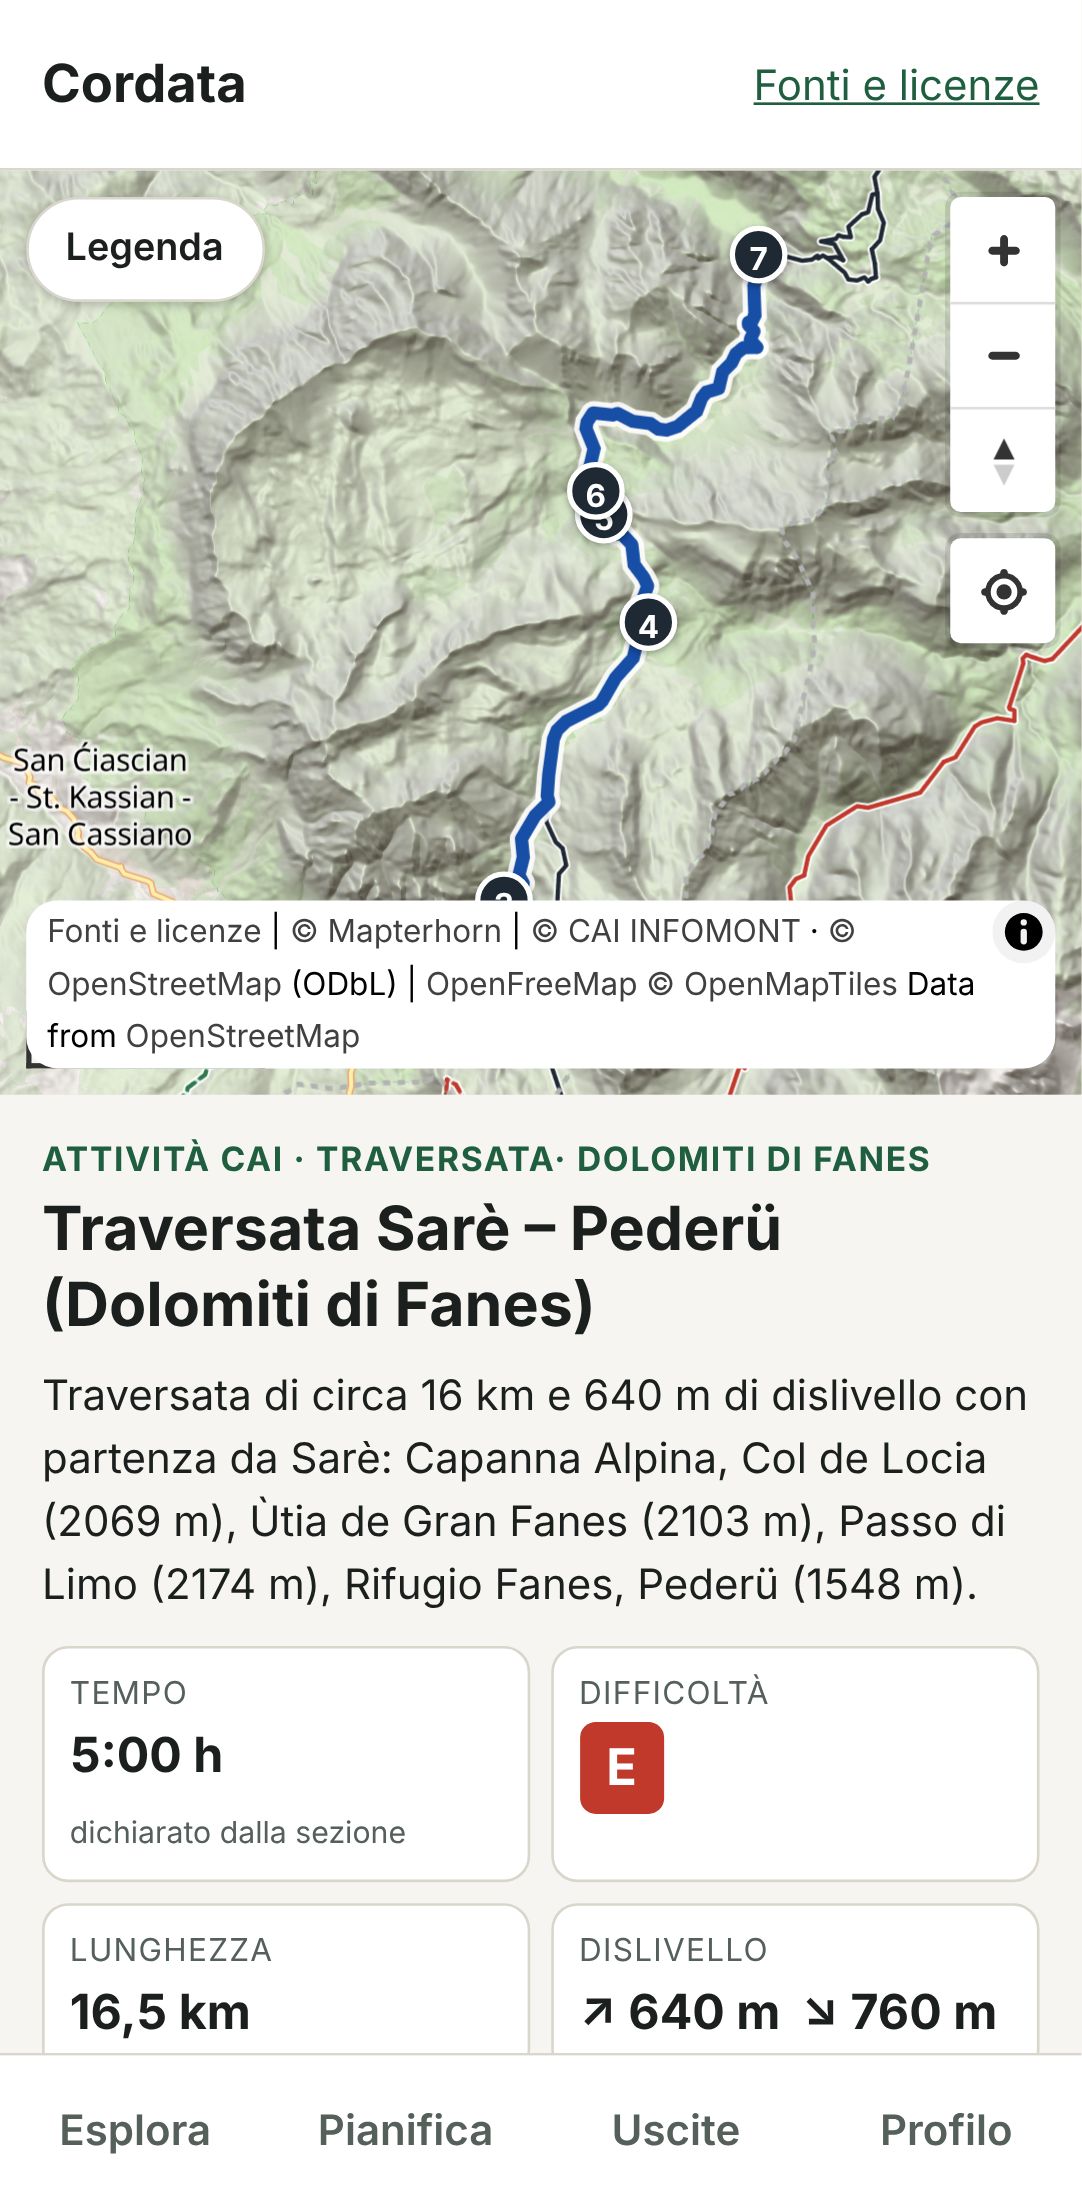 Cordata
Fonti e licenze
Legenda
7
6
5
4
San Ćiascian
- St. Kassian -
San Cassiano
Fonti e licenze | © Mapterhorn | © CAI INFOMONT · ©
OpenStreetMap (ODbL) | OpenFreeMap © OpenMapTiles Data
from OpenStreetMap
ATTIVITÀ CAI · TRAVERSATA· DOLOMITI DI FANES
Traversata Sarè – Pederü
(Dolomiti di Fanes)
Traversata di circa 16 km e 640 m di dislivello con
partenza da Sarè: Capanna Alpina, Col de Locia
(2069 m), Ùtia de Gran Fanes (2103 m), Passo di
Limo (2174 m), Rifugio Fanes, Pederü (1548 m).
TEMPO
5:00 h
dichiarato dalla sezione
DIFFICOLTÀ
E
LUNGHEZZA
16,5 km
DISLIVELLO
↗ 640 m ↘ 760 m
Esplora
Pianifica
Uscite
Profilo